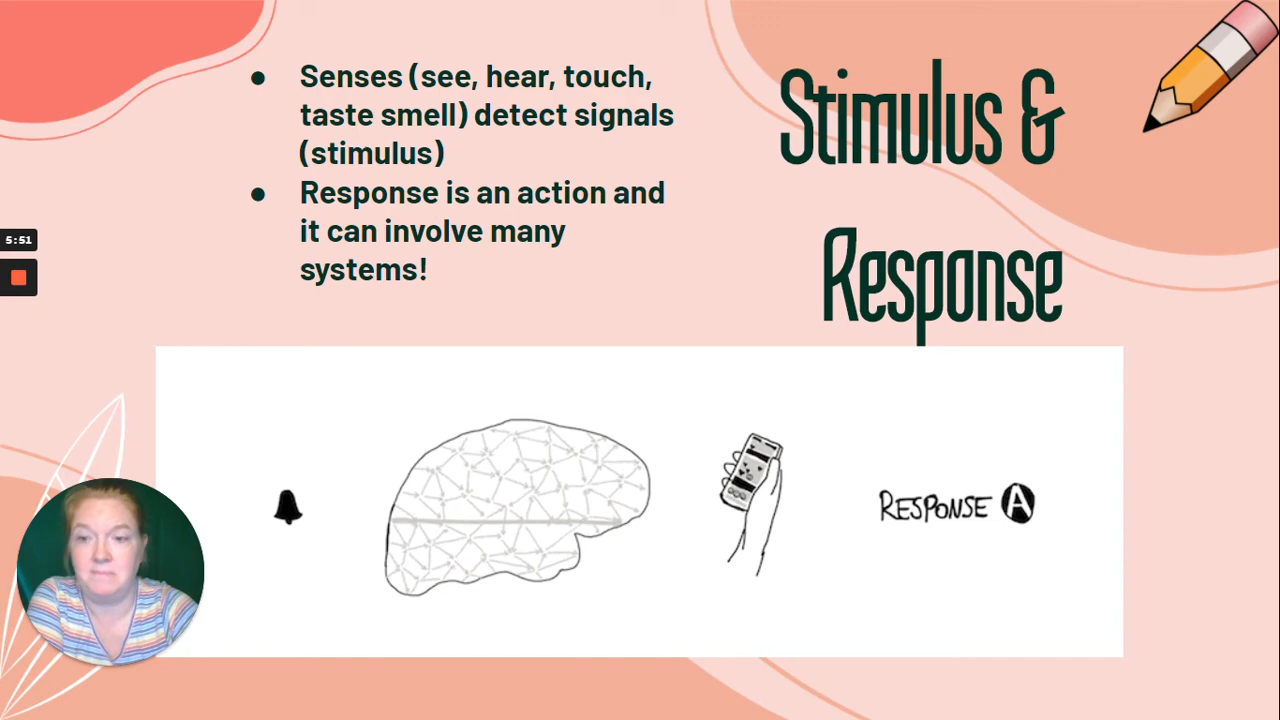 Senses (see, hear, touch,
taste smell) detect signals
(stimulus)
Response is an action and
it can involve many
systems!
Stimulus &
Response
5:51
RESPONSE A